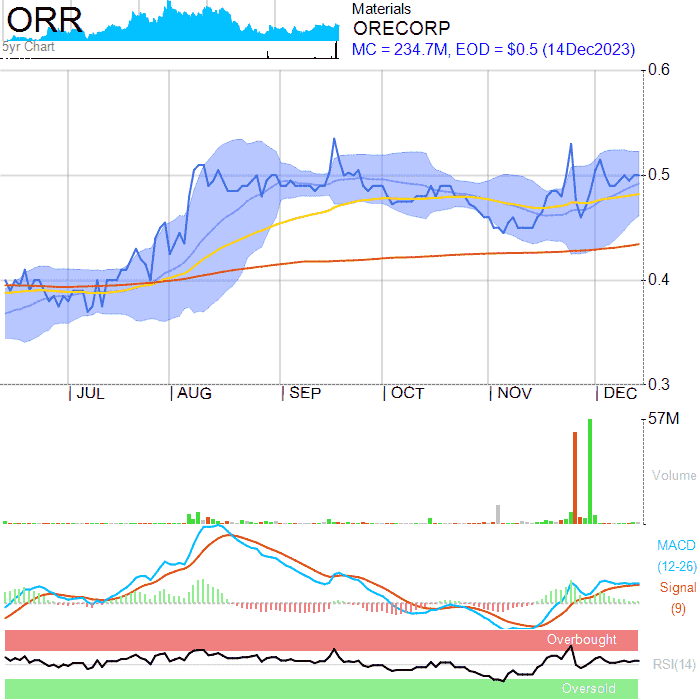 ORR
5yr Chart
Materials
ORECORP
MC = 234.7M, EOD = $0.5 (14Dec2023)
0.6
0.5
0.4
0.3
JUL AUG SEP OCT NOV DEC
57M
Volume
MACD
(12-26)
Signal
(9)
Overbought
RSI(14)
Oversold